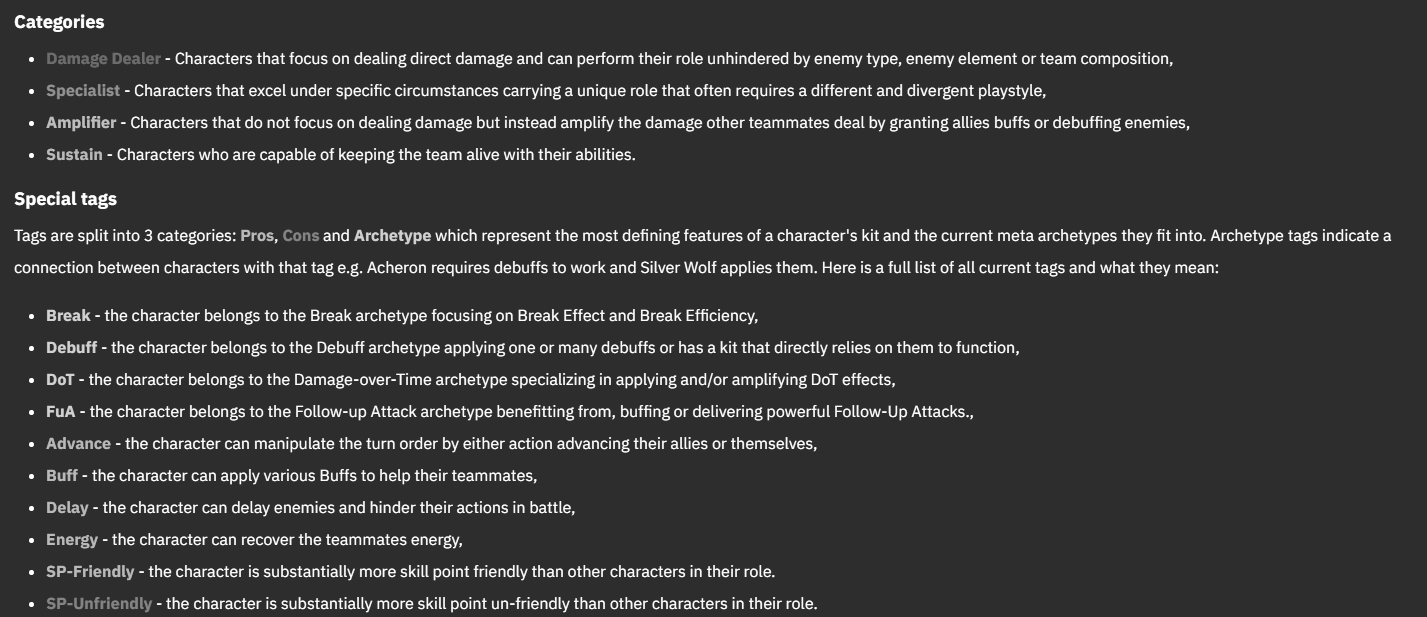 Categories
• Damage Dealer - Characters that focus on dealing direct damage and can perform their role unhindered by enemy type, enemy element or team composition,
• Specialist - Characters that excel under specific circumstances carrying a unique role that often requires a different and divergent playstyle,
• Amplifier - Characters that do not focus on dealing damage but instead amplify the damage other teammates deal by granting allies buffs or debuffing enemies,
• Sustain - Characters who are capable of keeping the team alive with their abilities.
Special tags
Tags are split into 3 categories: Pros, Cons and Archetype which represent the most defining features of a character's kit and the current meta archetypes they fit into. Archetype tags indicate a
connection between characters with that tag e.g. Acheron requires debuffs to work and Silver Wolf applies them. Here is a full list of all current tags and what they mean:
• Break - the character belongs to the Break archetype focusing on Break Effect and Break Efficiency,
• Debuff - the character belongs to the Debuff archetype applying one or many debuffs or has a kit that directly relies on them to function,
• DoT - the character belongs to the Damage-over-Time archetype specializing in applying and/or amplifying DoT effects,
• FuA - the character belongs to the Follow-up Attack archetype benefitting from, buffing or delivering powerful Follow-Up Attacks.,
• Advance - the character can manipulate the turn order by either action advancing their allies or themselves,
• Buff - the character can apply various Buffs to help their teammates,
• Delay - the character can delay enemies and hinder their actions in battle,
• Energy - the character can recover the teammates energy,
• SP-Friendly - the character is substantially more skill point friendly than other characters in their role.
• SP-Unfriendly - the character is substantially more skill point un-friendly than other characters in their role.